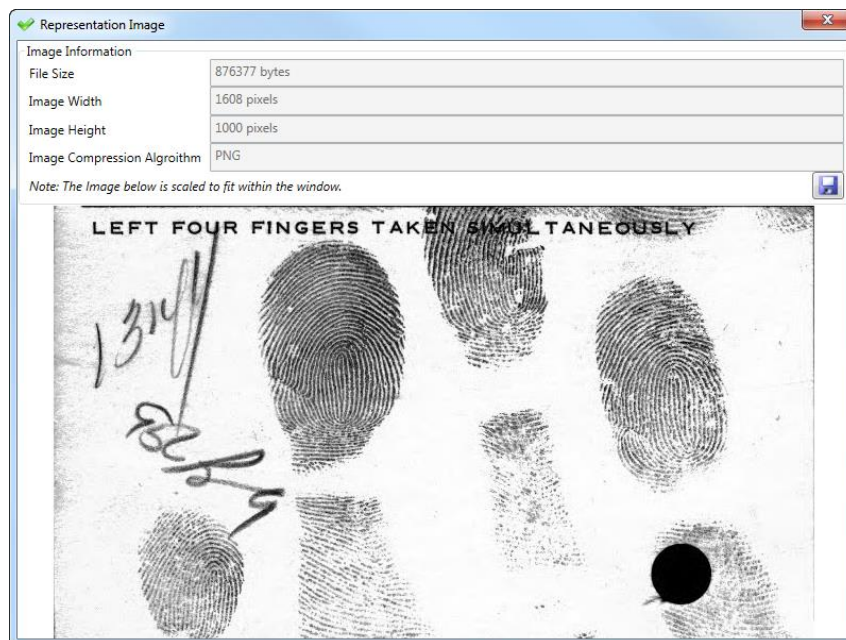 Representation Image
Image Information
File Size 876377 bytes
Image Width 1608 pixels
Image Height 1000 pixels
Image Compression Algroithm PNG
Note: The Image below is scaled to fit within the window.
LEFT FOUR FINGERS TAKEN SIMULTANEOUSLY